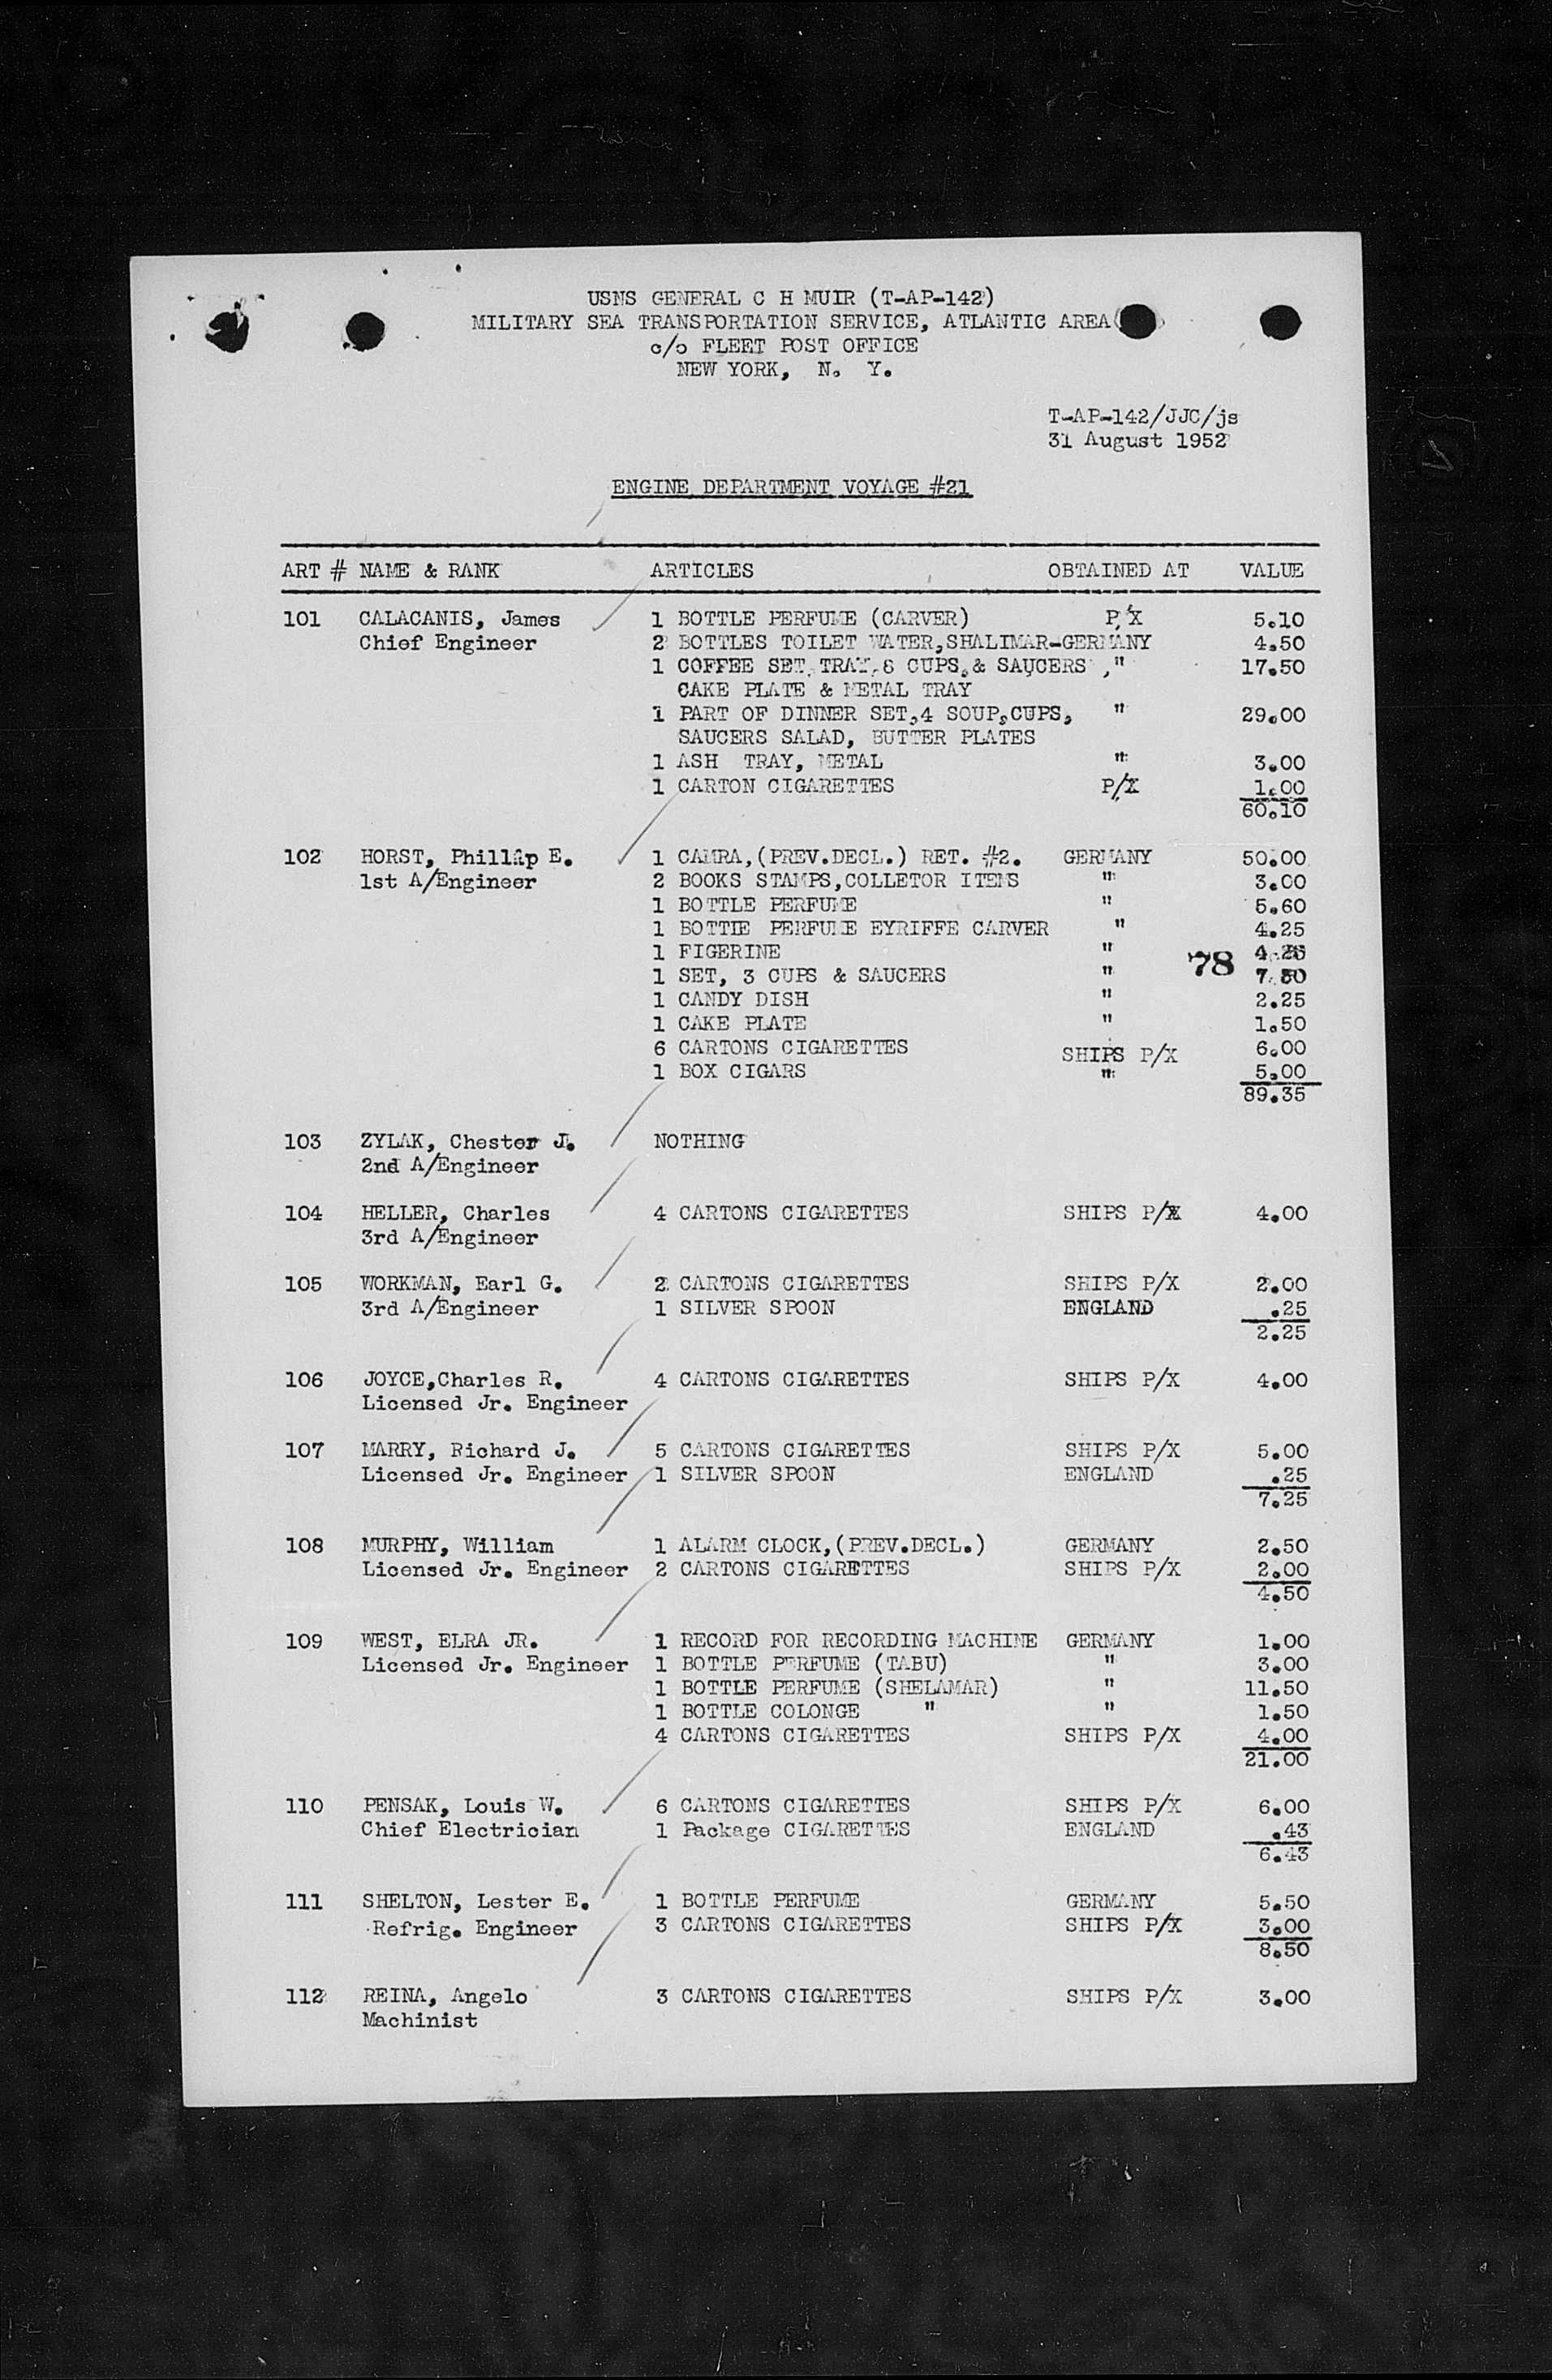 USNS GENERAL C H MUIR (T-AP-142)
MILITARY SEA TRANSPORTATION SERVICE, ATLANTIC AREA
c/o FLEET POST OFFICE
NEW YORK, N. Y.
T-AP-142/JJC/js
31 August 1952
ENGINE DEPARTMENT VOYAGE #21
ART # NAME & RANK ARTICLES OBTAINED AT VALUE
101 CALACANIS, James 1 BOTTLE PERFUME (CARVER) P/X 5.10
Chief Engineer 2 BOTTLES TOILET WATER,SHALIMAR-GERMANY 4.50
1 COFFEE SET, TRAY, 6 CUPS,& SAUCERS ," 17.50
CAKE PLATE & METAL TRAY
1 PART OF DINNER SET,4 SOUP,CUPS, " 29.00
SAUCERS SALAD, BUTTER PLATES
1 ASH TRAY, METAL " 3.00
1 CARTON CIGARETTES P/X 1.00
60.10
102 HORST, Phillip E. 1 CAMRA,(PREV.DECL.) RET. #2. GERMANY 50.00
1st A/Engineer 2 BOOKS STAMPS,COLLETOR ITEMS " 3.00
1 BOTTLE PERFUME " 5.60
1 BOTTIE PERFUME EYRIFFE CARVER " 4.25
1 FIGERINE " 4.25
1 SET, 3 CUPS & SAUCERS " 78 7.50
1 CANDY DISH " 2.25
1 CAKE PLATE " 1.50
6 CARTONS CIGARETTES SHIPS P/X 6.00
1 BOX CIGARS " 5.00
89.35
103 ZYLAK, Chester J. NOTHING
2nd A/Engineer
104 HELLER, Charles 4 CARTONS CIGARETTES SHIPS P/X 4.00
3rd A/Engineer
105 WORKMAN, Earl G. 2 CARTONS CIGARETTES SHIPS P/X 2.00
3rd A/Engineer 1 SILVER SPOON ENGLAND .25
2.25
106 JOYCE,Charles R. 4 CARTONS CIGARETTES SHIPS P/X 4.00
Licensed Jr. Engineer
107 MARRY, Richard J. 5 CARTONS CIGARETTES SHIPS P/X 5.00
Licensed Jr. Engineer 1 SILVER SPOON ENGLAND .25
7.25
108 MURPHY, William 1 ALARM CLOCK,(PREV.DECL.) GERMANY 2.50
Licensed Jr. Engineer 2 CARTONS CIGARETTES SHIPS P/X 2.00
4.50
109 WEST, ELRA JR. 1 RECORD FOR RECORDING MACHINE GERMANY 1.00
Licensed Jr. Engineer 1 BOTTLE PERFUME (TABU) " 3.00
1 BOTTLE PERFUME (SHELAMAR) " 11.50
1 BOTTLE COLONGE " " 1.50
4 CARTONS CIGARETTES SHIPS P/X 4.00
21.00
110 PENSAK, Louis W. 6 CARTONS CIGARETTES SHIPS P/X 6.00
Chief Electrician 1 Package CIGARETTES ENGLAND .43
6.43
111 SHELTON, Lester E. 1 BOTTLE PERFUME GERMANY 5.50
Refrig. Engineer 3 CARTONS CIGARETTES SHIPS P/X 3.00
8.50
112 REINA, Angelo 3 CARTONS CIGARETTES SHIPS P/X 3.00
Machinist